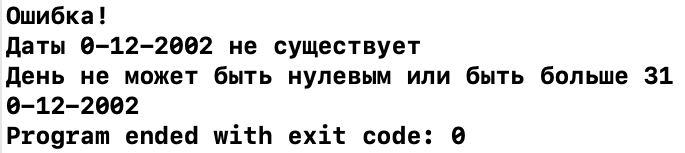 Ошибка!
Даты 0-12-2002 не существует
День не может быть нулевым или быть больше 31
0-12-2002
Program ended with exit code: 0